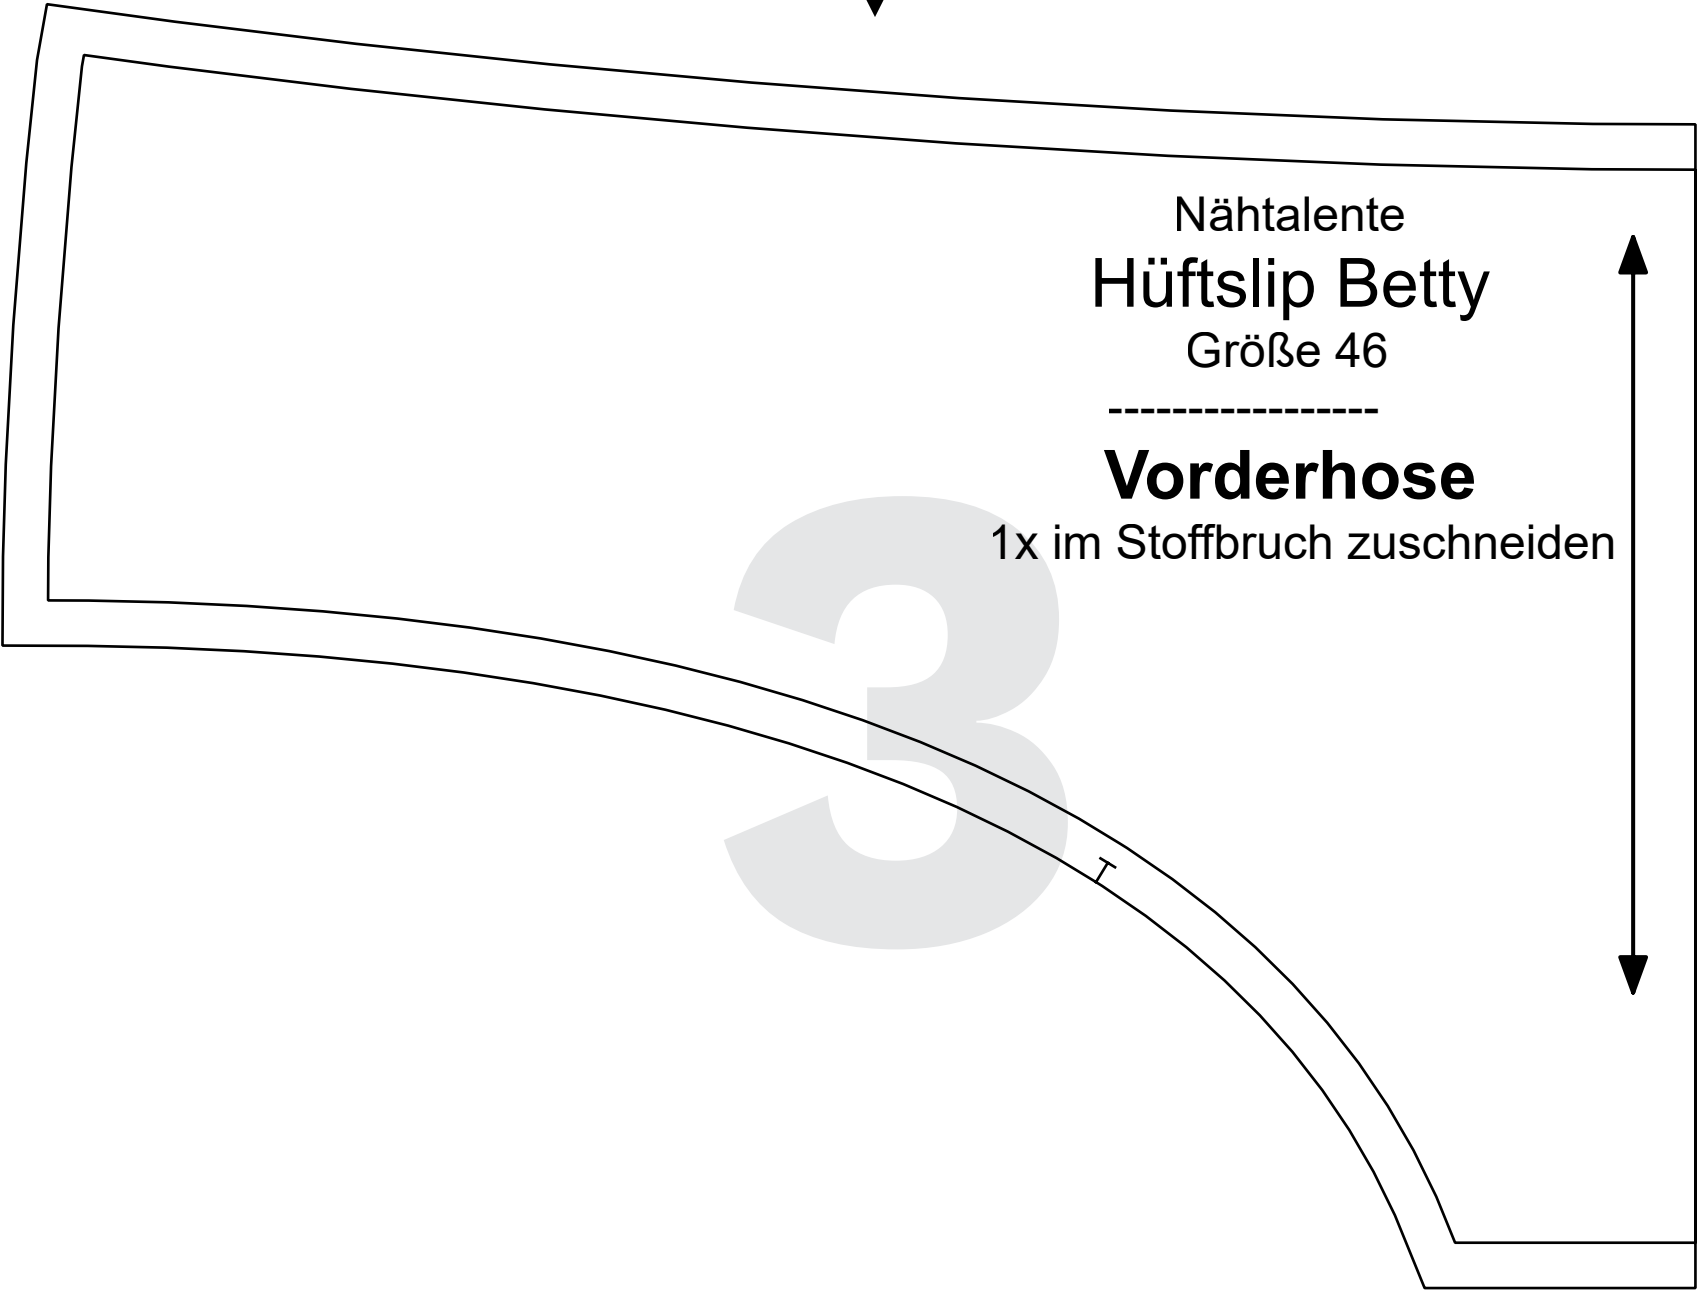 Nähtalente
Hüftslip Betty
Größe 46
-----------------
Vorderhose
1x im Stoffbruch zuschneiden
3